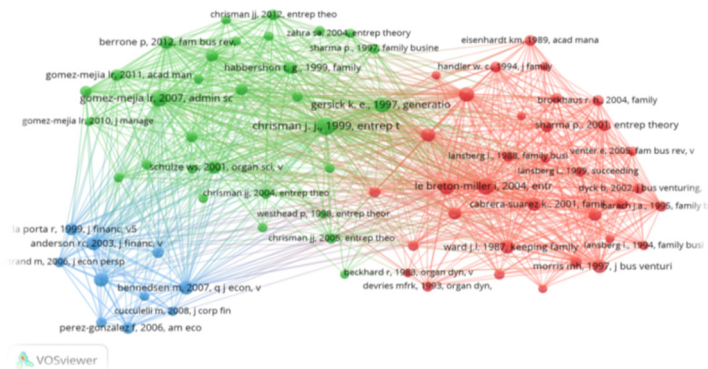 chrisman jj, 2012, entrep theo
zahra sa, 2004, entrep theory
berrone p, 2012, fam bus rev,
sharma p., 1997, family busine
eisenhardt km, 1989, acad mana
habbershon t. g., 1999, family
handler w. c., 1994, j family
gomez-mejia lr, 2011, acad man
gomez-mejia lr, 2007, admin sc
gersick k. e., 1997, generatio
brockhaus r. h., 2004, family
gomez-mejia lr, 2010, j manage
chrisman j. j., 1999, entrep t
sharma p., 2001, entrep theory
venter e, 2005, fam bus rev, v
lansberg i., 1988, family busi
schulze ws, 2001, organ sci, v
lansberg i., 1999, succeeding
le breton-miller i, 2004, entr
dyck b, 2002, j bus venturing,
chrisman jj, 2004, entrep theo
cabrera-suarez k., 2001, fam
barach j.a., 1995, family b
westhead p, 1998, entrep theor
la porta r, 1999, j financ, v5
chrisman jj, 2005, entrep theo
anderson rc, 2003, j financ, v
ward j.l, 1987, keeping family
lansberg i., 1994, family busi
rand m, 2006, j econ persp
morris mh, 1997, j bus venturi
beckhard r, 1983, organ dyn, v
bennedsen m, 2007, q j econ, v
devries mfrk, 1993, organ dyn,
cucculelli m, 2008, j corp fin
perez-gonzalez f, 2006, am eco
VOSviewer